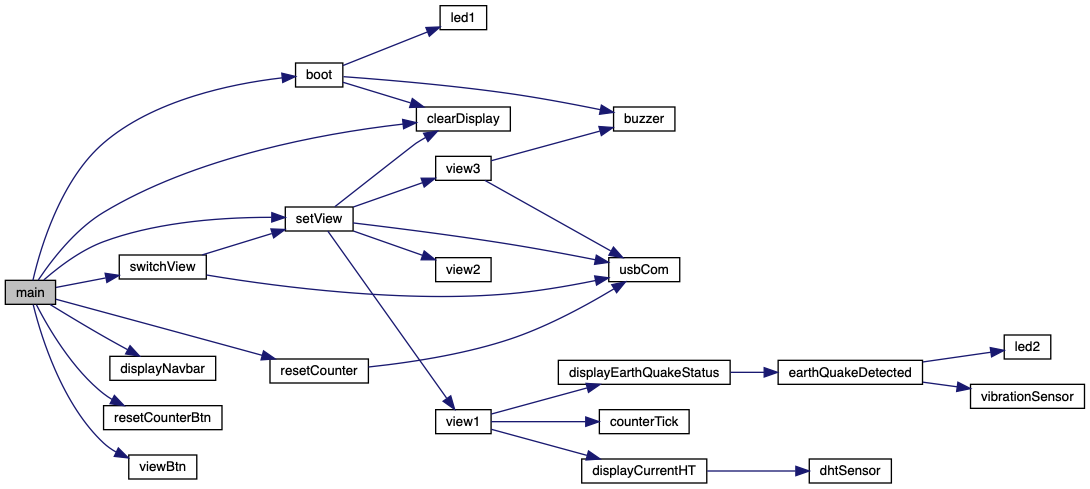 led1
boot
clearDisplay
buzzer
view3
setView
switchView
view2
usbCom
main
displayNavbar
resetCounter
displayEarthQuakeStatus
earthQuakeDetected
led2
vibrationSensor
resetCounterBtn
view1
counterTick
viewBtn
displayCurrentHT
dhtSensor